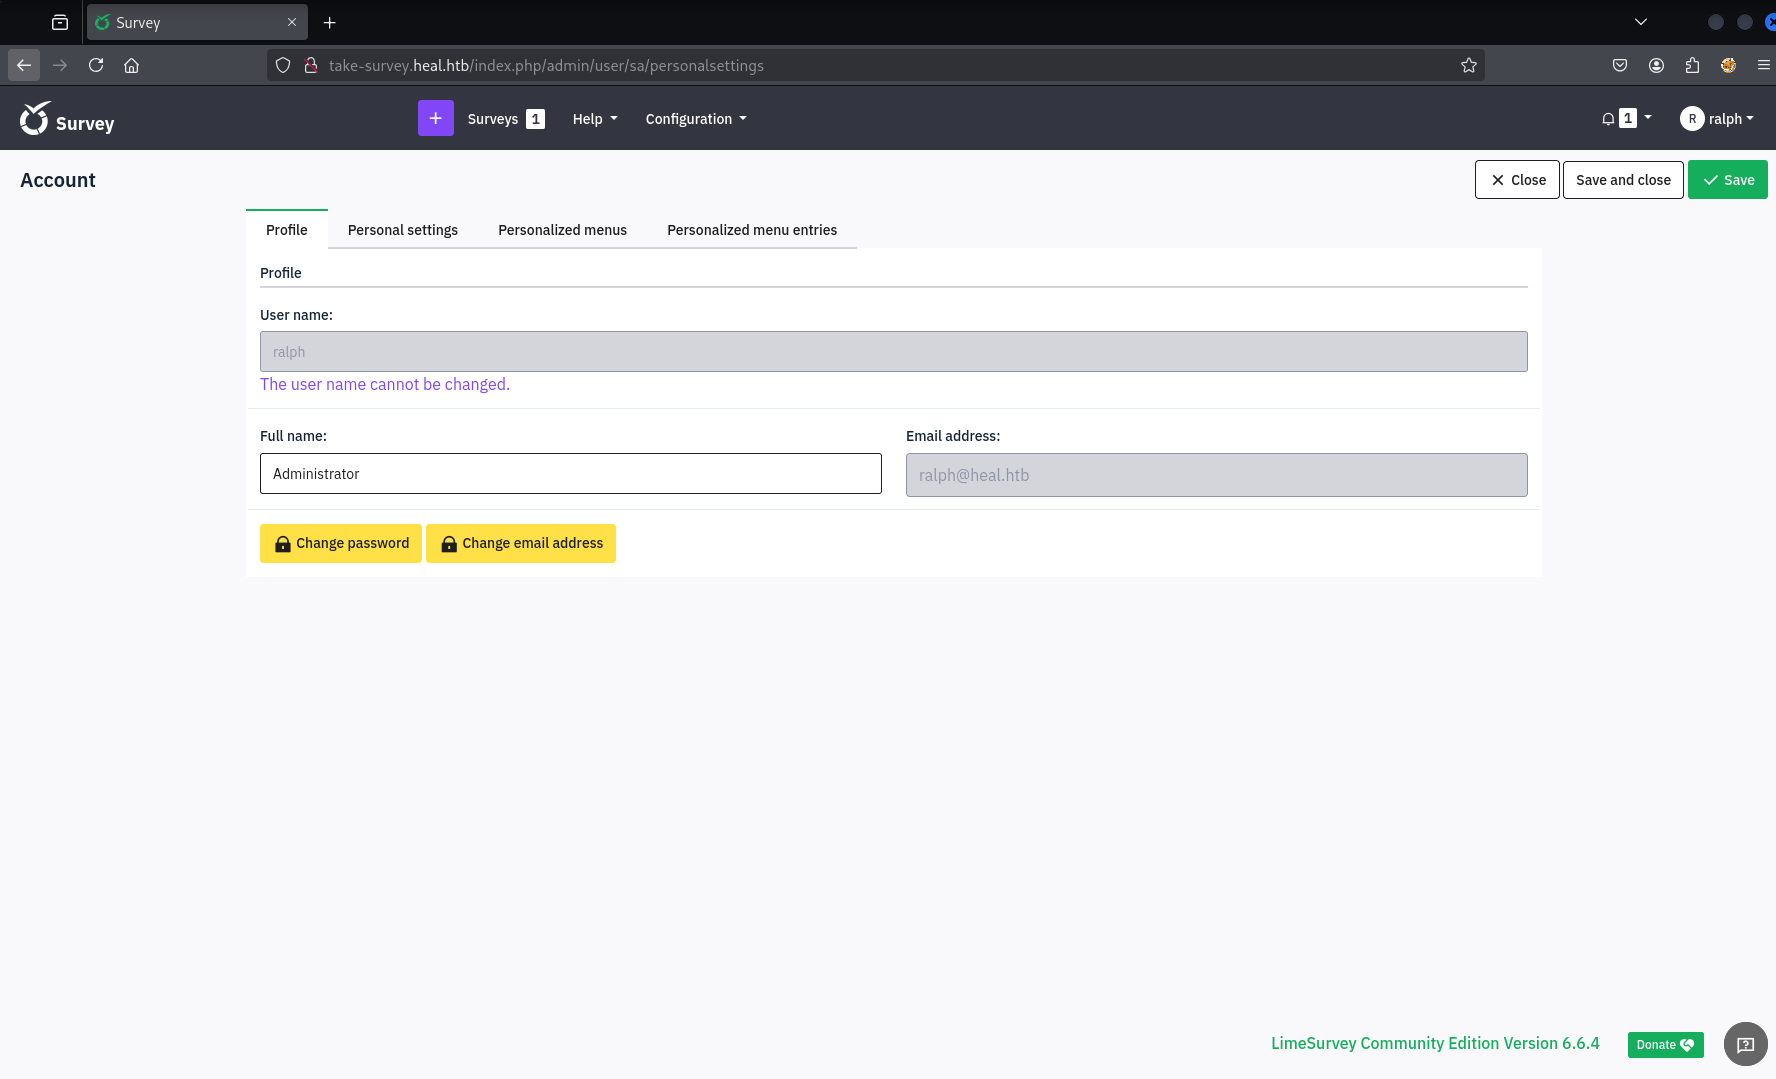 Survey
take-survey.heal.htb/index.php/admin/user/sa/personalsettings
Survey
+ Surveys 1 Help Configuration
1 R ralph
Account
Close Save and close Save
Profile Personal settings Personalized menus Personalized menu entries
Profile
User name:
ralph
The user name cannot be changed.
Full name: Email address:
Administrator ralph@heal.htb
Change password Change email address
LimeSurvey Community Edition Version 6.6.4 Donate